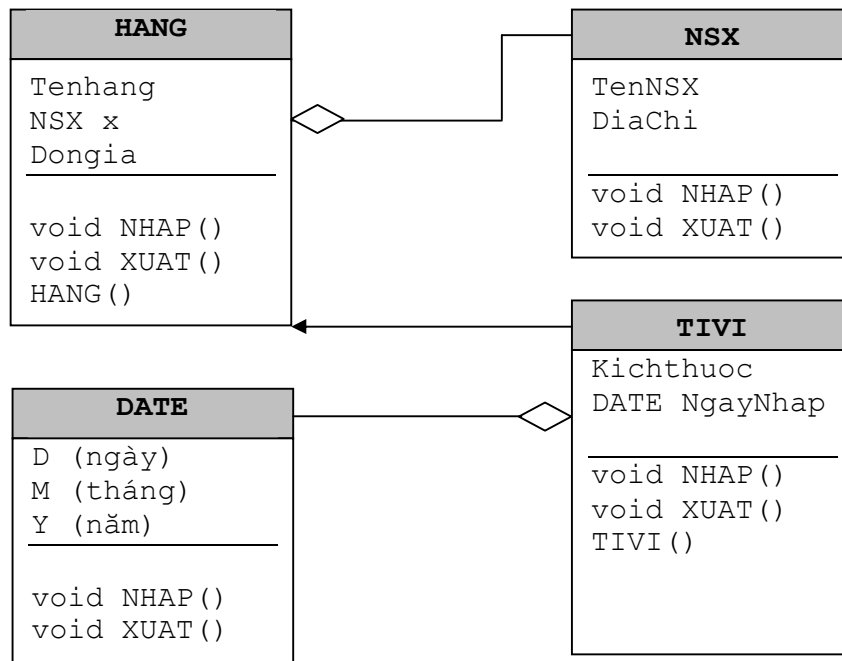 HANG
Tenhang
NSX x
Dongia
void NHAP()
void XUAT()
HANG()
NSX
TenNSX
DiaChi
void NHAP()
void XUAT()
TIVI
Kichthuoc
DATE NgayNhap
void NHAP()
void XUAT()
TIVI()
DATE
D (ngày)
M (tháng)
Y (năm)
void NHAP()
void XUAT()